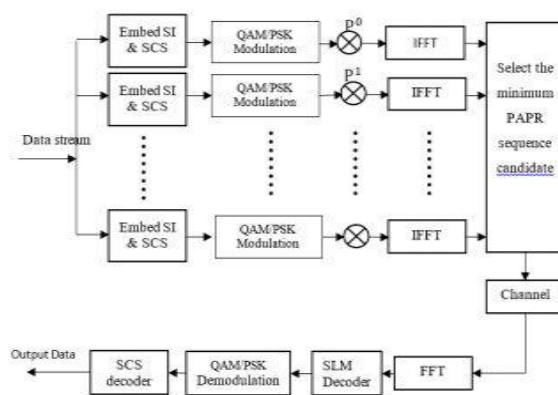 Embed SI
& SCS
QAM/PSK
Modulation
P0
IFFT
Embed SI
& SCS
QAM/PSK
Modulation
P1
IFFT
Select the
minimum
PAPR
sequence
candidate
Data stream
Embed SI
& SCS
QAM/PSK
Modulation
IFFT
Channel
Output Data
SCS
decoder
QAM/PSK
Demodulation
SLM
Decoder
FFT